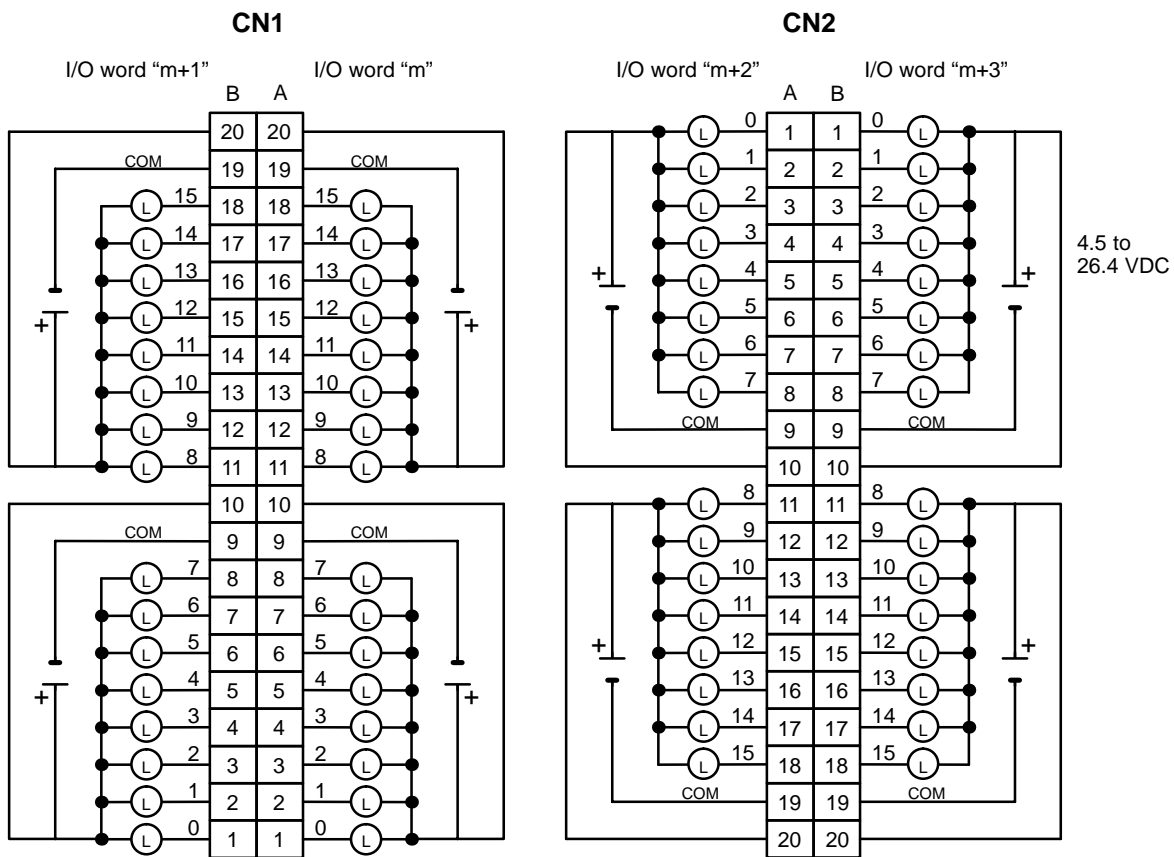 CN1 CN2
I/O word “m+1” I/O word “m” I/O word “m+2” I/O word “m+3”
B A A B
20 20 L 0 1 1 0 L
COM 19 19 COM L 1 2 2 1 L
L 15 18 18 15 L L 2 3 3 2 L
L 14 17 17 14 L L 3 4 4 3 L 4.5 to
26.4 VDC
L 13 16 16 13 L + L 4 5 5 4 L +
+ L 12 15 15 12 L + L 5 6 6 5 L
L 11 14 14 11 L L 6 7 7 6 L
L 10 13 13 10 L L 7 8 8 7 L
L 9 12 12 9 L COM 9 9 COM
L 8 11 11 8 L 10 10
10 10 L 8 11 11 8 L
COM 9 9 COM L 9 12 12 9 L
L 7 8 8 7 L L 10 13 13 10 L
L 6 7 7 6 L L 11 14 14 11 L
L 5 6 6 5 L + L 12 15 15 12 L +
+ L 4 5 5 4 L + L 13 16 16 13 L
L 3 4 4 3 L L 14 17 17 14 L
L 2 3 3 2 L L 15 18 18 15 L
L 1 2 2 1 L COM 19 19 COM
L 0 1 1 0 L 20 20